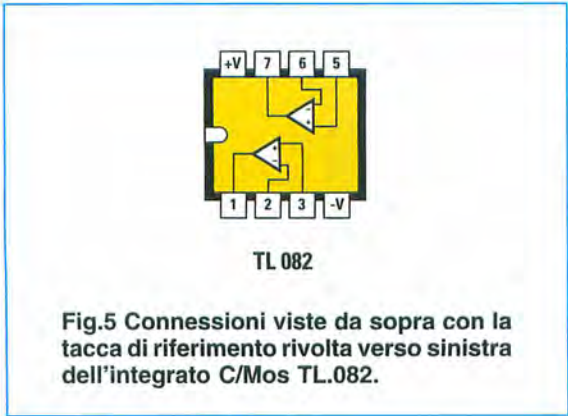 +V 7 6 5
-
+
+
-
1 2 3 -V
TL 082
Fig.5 Connessioni viste da sopra con la
tacca di riferimento rivolta verso sinistra
dell'integrato C/Mos TL.082.